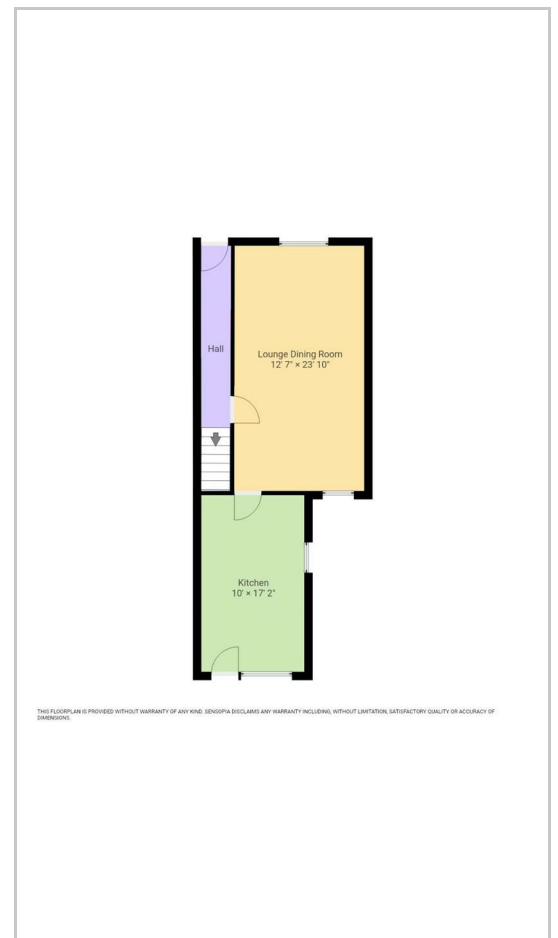 Hall
Lounge Dining Room
12' 7" × 23' 10"
Kitchen
10' × 17' 2"
THIS FLOORPLAN IS PROVIDED WITHOUT WARRANTY OF ANY KIND. SENSOPIA DISCLAIMS ANY WARRANTY INCLUDING, WITHOUT LIMITATION, SATISFACTORY QUALITY OR ACCURACY OF
DIMENSIONS.